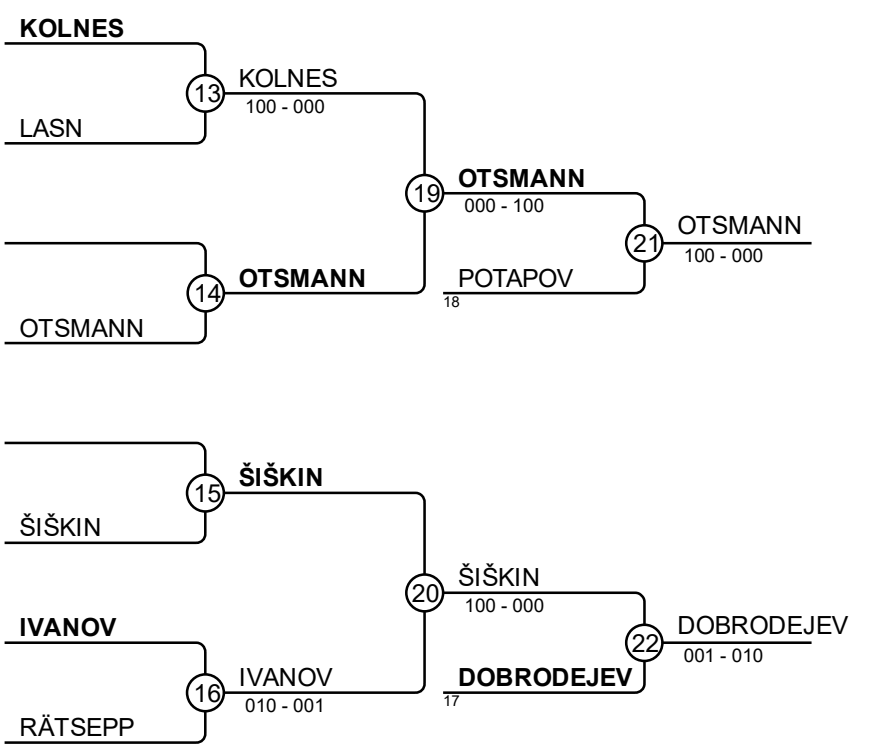 KOLNES
13
KOLNES
100 - 000
LASN
19
OTSMANN
000 - 100
21
OTSMANN
100 - 000
14
OTSMANN
POTAPOV
18
OTSMANN
15
ŠIŠKIN
ŠIŠKIN
20
ŠIŠKIN
100 - 000
IVANOV
22
DOBRODEJEV
001 - 010
16
IVANOV
010 - 001
DOBRODEJEV
17
RÄTSEPP